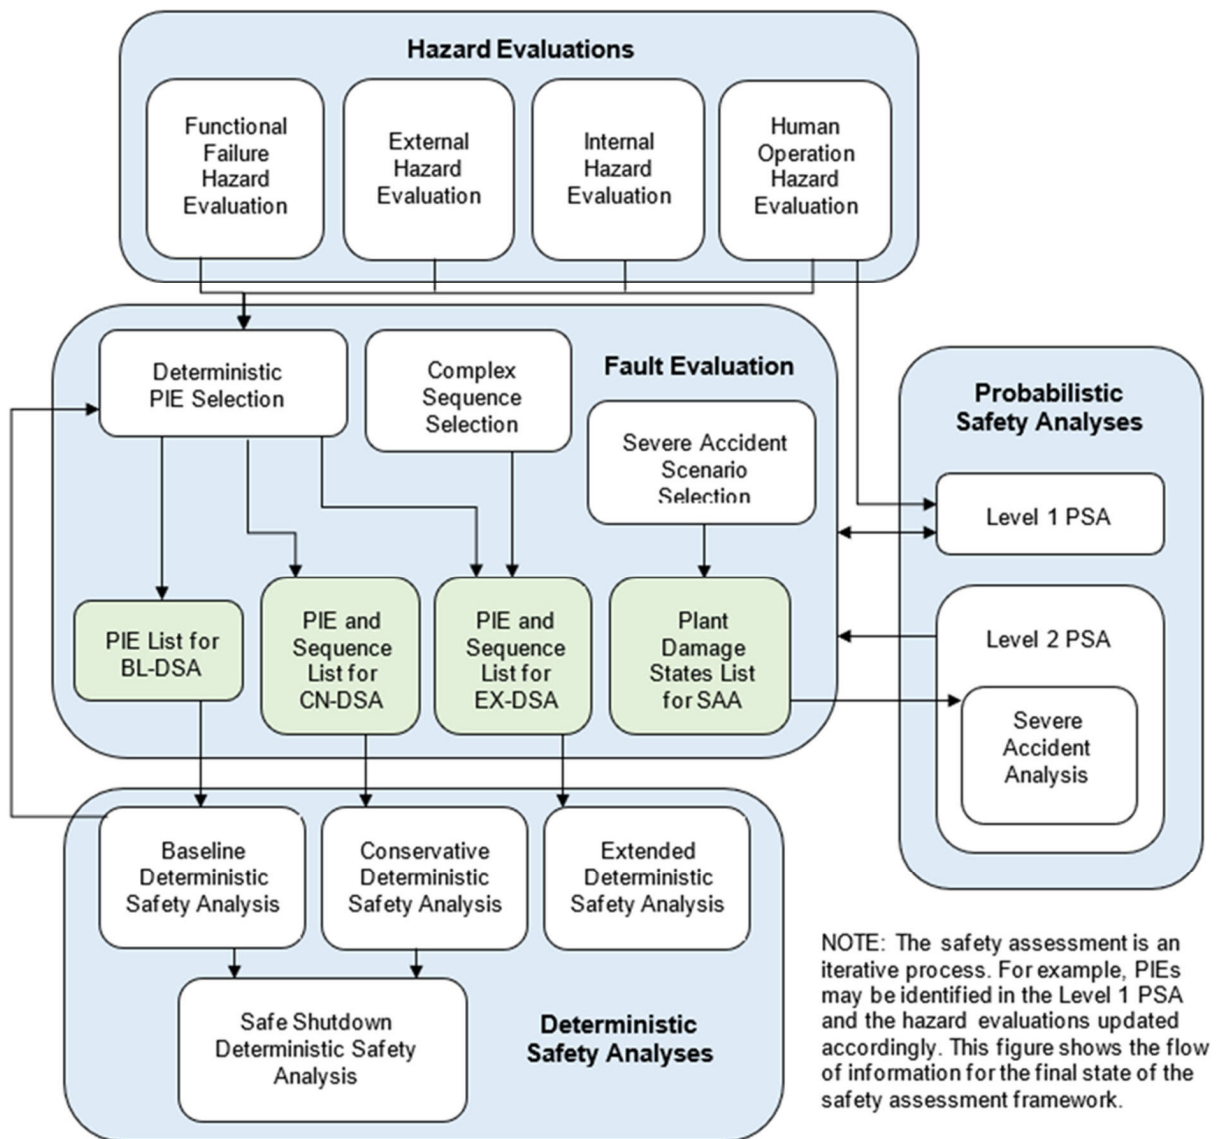 Hazard Evaluations
Functional
Failure
Hazard
Evaluation
External
Hazard
Evaluation
Internal
Hazard
Evaluation
Human
Operation
Hazard
Evaluation
Deterministic
PIE Selection
Complex
Sequence
Selection
Fault Evaluation
Severe Accident
Scenario
Selection
PIE List for
BL-DSA
PIE and
Sequence
List for
CN-DSA
PIE and
Sequence
List for
EX-DSA
Plant
Damage
States List
for SAA
Probabilistic
Safety Analyses
Level 1 PSA
Level 2 PSA
Severe
Accident
Analysis
Baseline
Deterministic
Safety Analysis
Conservative
Deterministic
Safety Analysis
Extended
Deterministic
Safety Analysis
Safe Shutdown
Deterministic Safety
Analysis
Deterministic
Safety Analyses
NOTE: The safety assessment is an
iterative process. For example, PIEs
may be identified in the Level 1 PSA
and the hazard evaluations updated
accordingly. This figure shows the flow
of information for the final state of the
safety assessment framework.